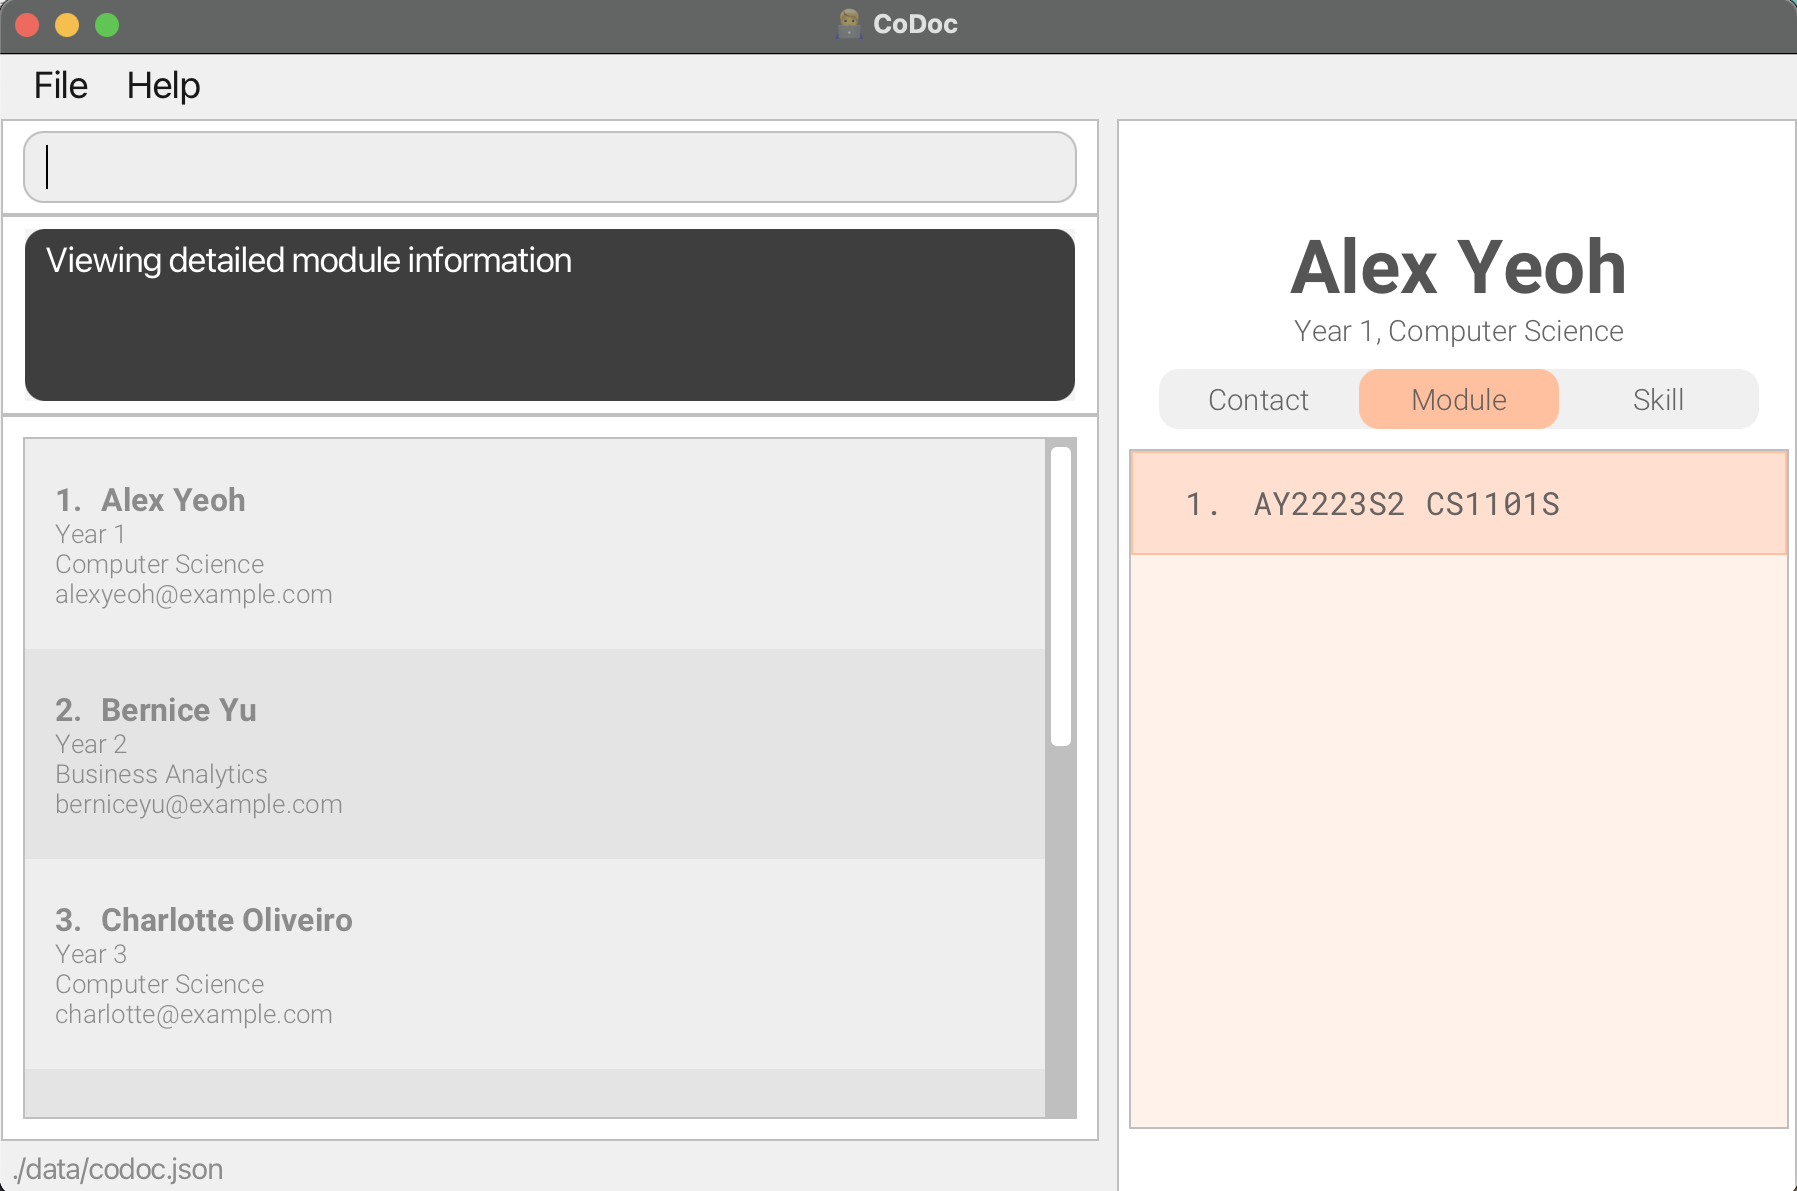 CoDoc
File Help
Viewing detailed module information
1. Alex Yeoh
Year 1
Computer Science
alexyeoh@example.com
2. Bernice Yu
Year 2
Business Analytics
berniceyu@example.com
3. Charlotte Oliveiro
Year 3
Computer Science
charlotte@example.com
./data/codoc.json
Alex Yeoh
Year 1, Computer Science
Contact Module Skill
1. AY2223S2 CS1101S